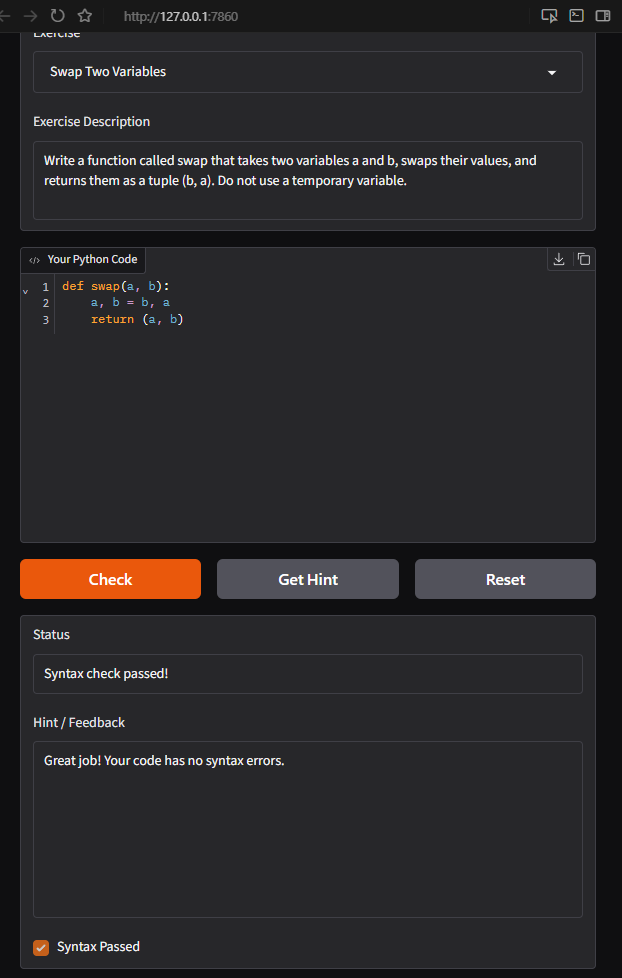 http://127.0.0.1:7860
Exercise
Swap Two Variables
Exercise Description
Write a function called swap that takes two variables a and b, swaps their values, and
returns them as a tuple (b, a). Do not use a temporary variable.
Your Python Code
1 def swap(a, b):
2     a, b = b, a
3     return (a, b)
Check
Get Hint
Reset
Status
Syntax check passed!
Hint / Feedback
Great job! Your code has no syntax errors.
Syntax Passed